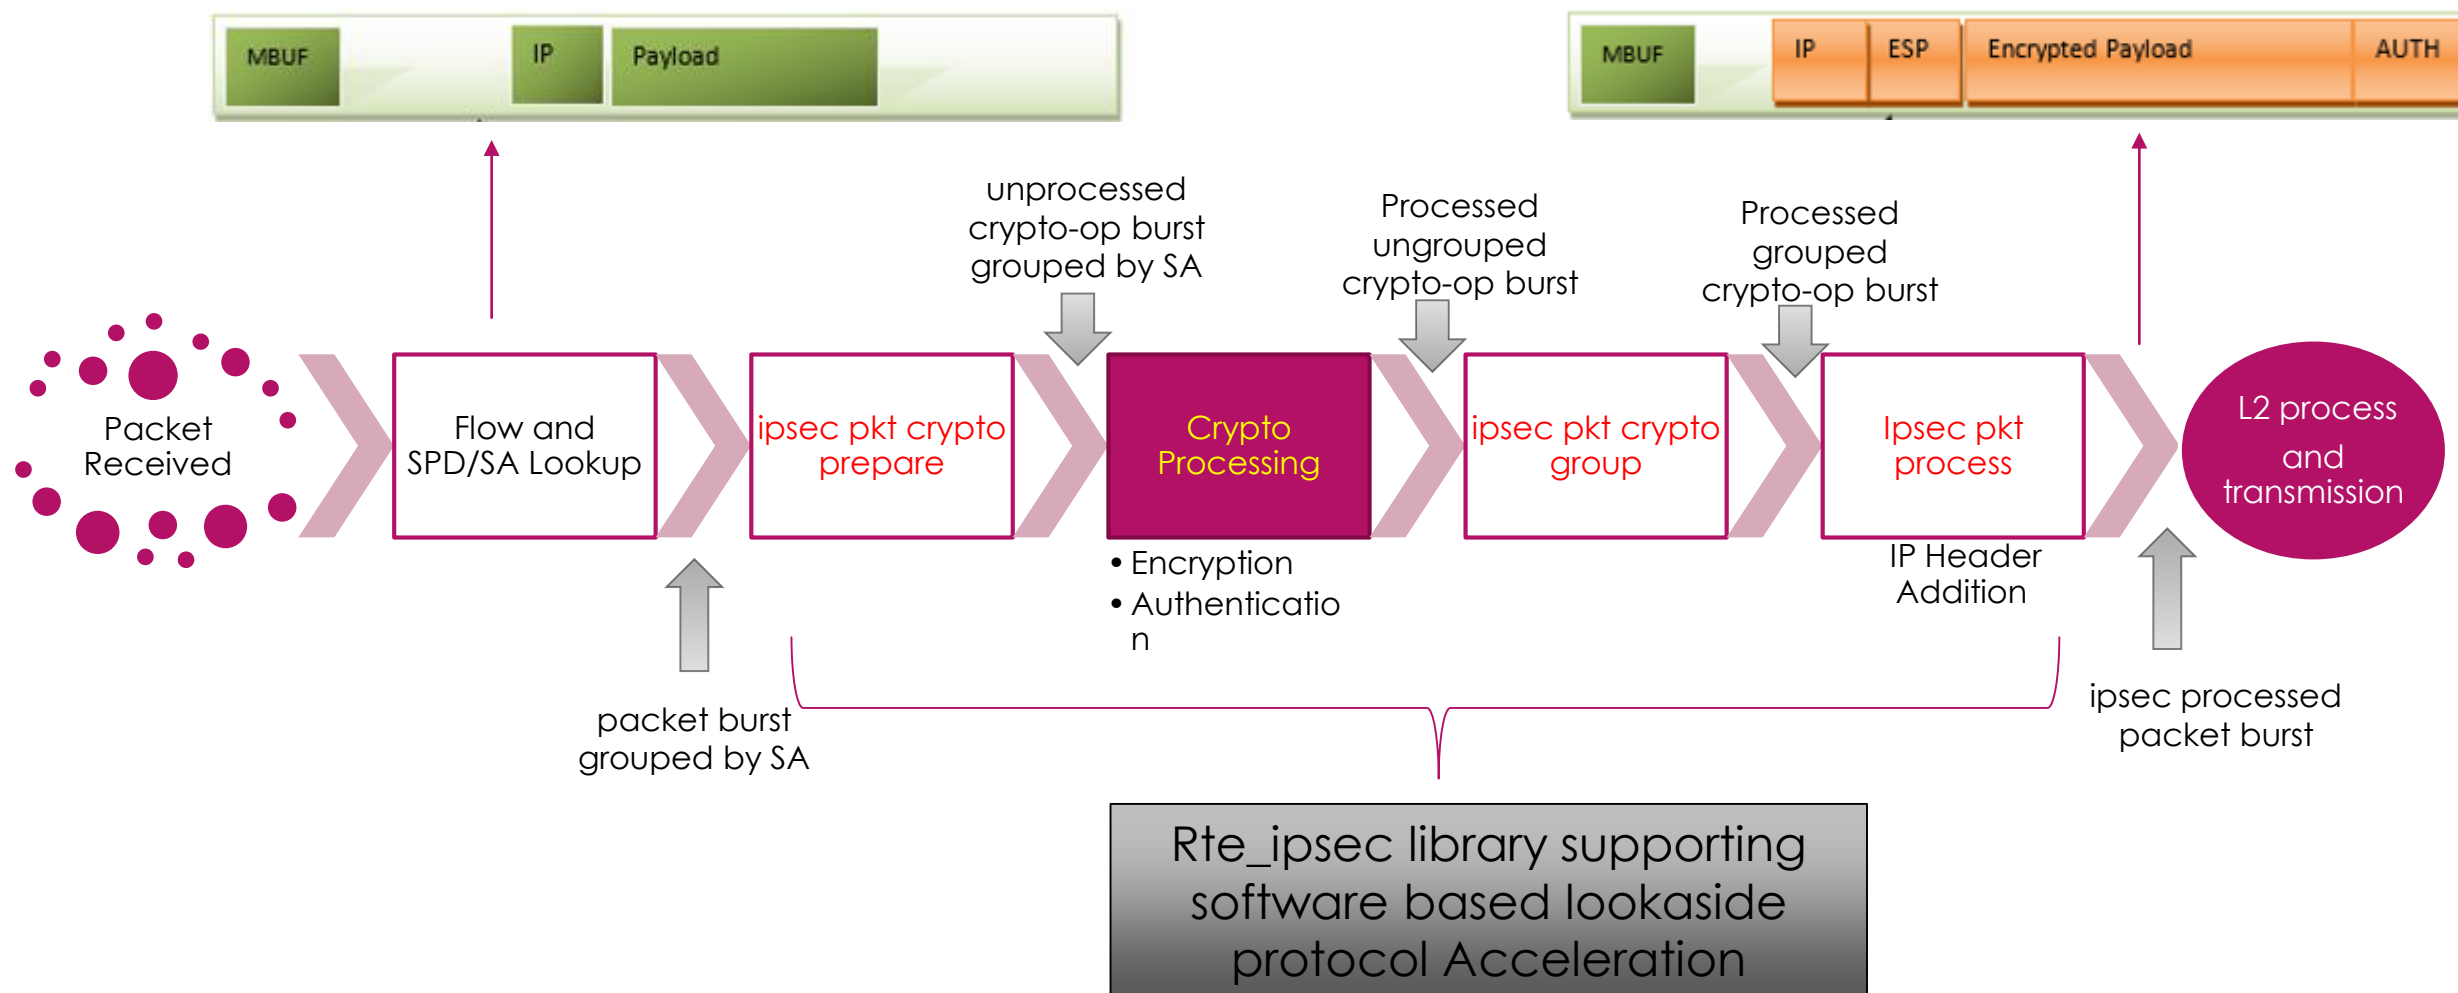 MBUF
IP
Payload
MBUF
IP
ESP
Encrypted Payload
AUTH
unprocessed
crypto-op burst
grouped by SA
Processed
ungrouped
crypto-op burst
Processed
grouped
crypto-op burst
Packet
Received
Flow and
SPD/SA Lookup
ipsec pkt crypto
prepare
Crypto
Processing
ipsec pkt crypto
group
Ipsec pkt
process
L2 process
and
transmission
• Encryption
• Authenticatio
n
IP Header
Addition
packet burst
grouped by SA
ipsec processed
packet burst
Rte_ipsec library supporting
software based lookaside
protocol Acceleration